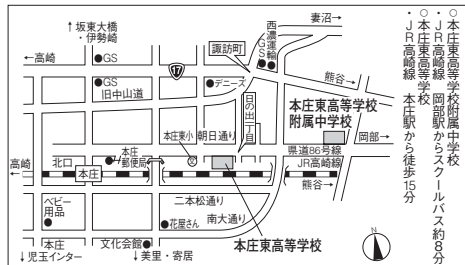 ○本庄東高等学校附属中学校
・JR高崎線 岡部駅からスクールバス約8分
○本庄東高等学校
・JR高崎線 本庄駅から徒歩15分
↑坂東大橋
・伊勢崎
西濃運輸
GS
妻沼→
←高崎
GS
諏訪町
17
熊谷→
GS
旧中山道
デニーズ
日の出二丁目
本庄東高等学校
附属中学校
本庄東小
朝日通り
岡部→
高崎
←
北口
本庄
郵便局
文
県道86号線
JR高崎線
本庄
熊谷→
二本松通り
ベビー
用品
花屋さん
南大通り
本庄
↓児玉インター
文化会館
↓美里・寄居
本庄東高等学校
N